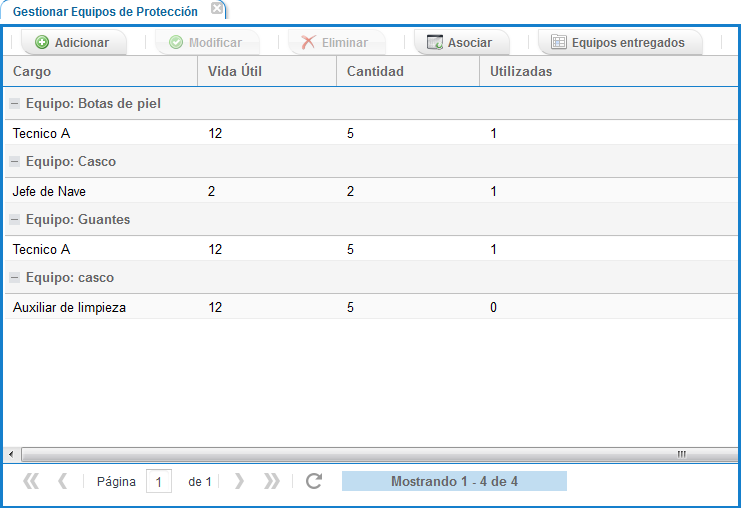 Gestionar Equipos de Protección
Adicionar Modificar Eliminar Asociar Equipos entregados
Cargo Vida Útil Cantidad Utilizadas
Equipo: Botas de piel
Tecnico A 12 5 1
Equipo: Casco
Jefe de Nave 2 2 1
Equipo: Guantes
Tecnico A 12 5 1
Equipo: casco
Auxiliar de limpieza 12 5 0
Página 1 de 1 Mostrando 1 - 4 de 4